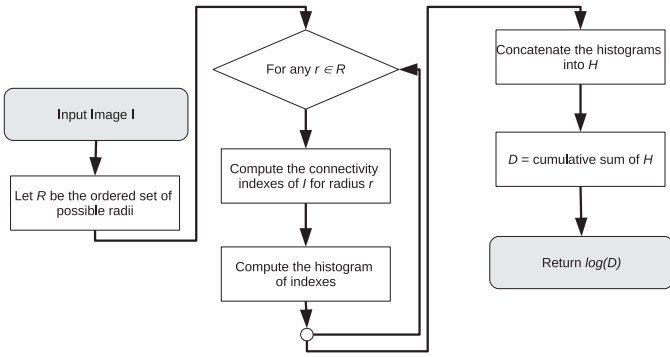 Input Image I
Let R be the ordered set of
possible radii
For any r ∈ R
Compute the connectivity
indexes of I for radius r
Compute the histogram
of indexes
Concatenate the histograms
into H
D = cumulative sum of H
Return log(D)